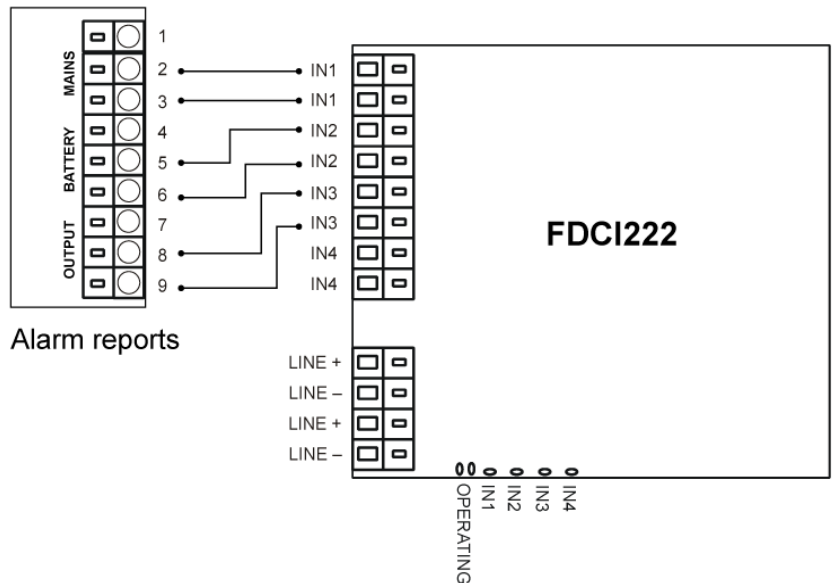 MAINS
BATTERY
OUTPUT
1
2
3
4
5
6
7
8
9
Alarm reports
IN1
IN1
IN2
IN2
IN3
IN3
IN4
IN4
LINE +
LINE –
LINE +
LINE –
FDCI222
OPERATING
IN1
IN2
IN3
IN4